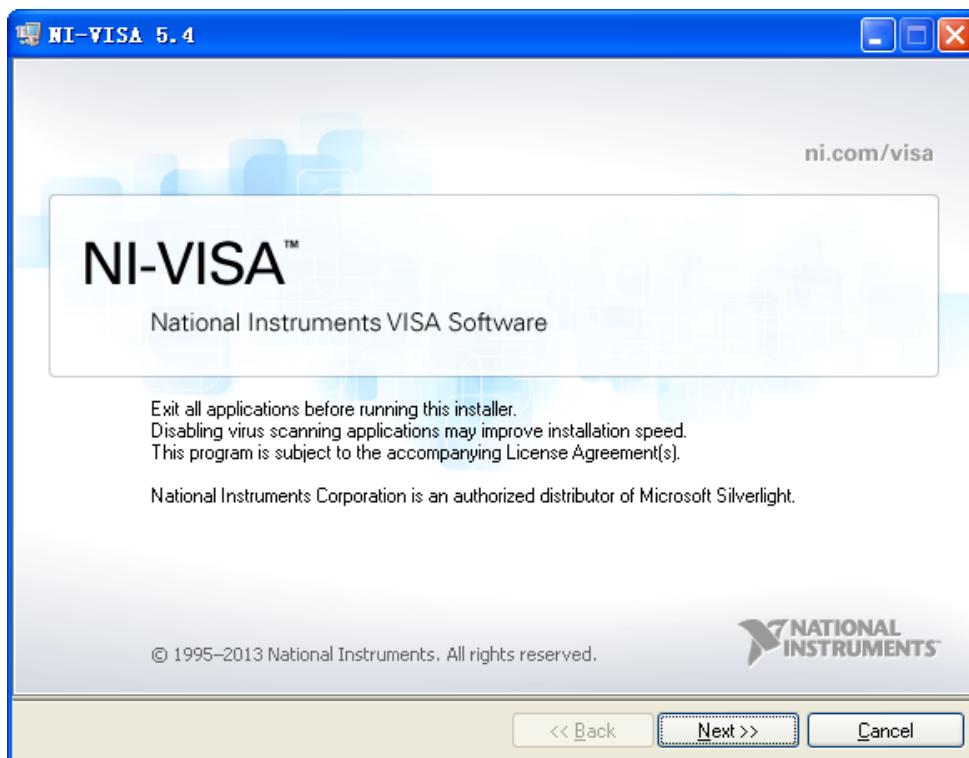 NI-VISA 5.4
ni.com/visa
NI-VISA™
National Instruments VISA Software
Exit all applications before running this installer.
Disabling virus scanning applications may improve installation speed.
This program is subject to the accompanying License Agreement(s).
National Instruments Corporation is an authorized distributor of Microsoft Silverlight.
NATIONAL
INSTRUMENTS™
© 1995–2013 National Instruments. All rights reserved.
<< Back
Next >>
Cancel